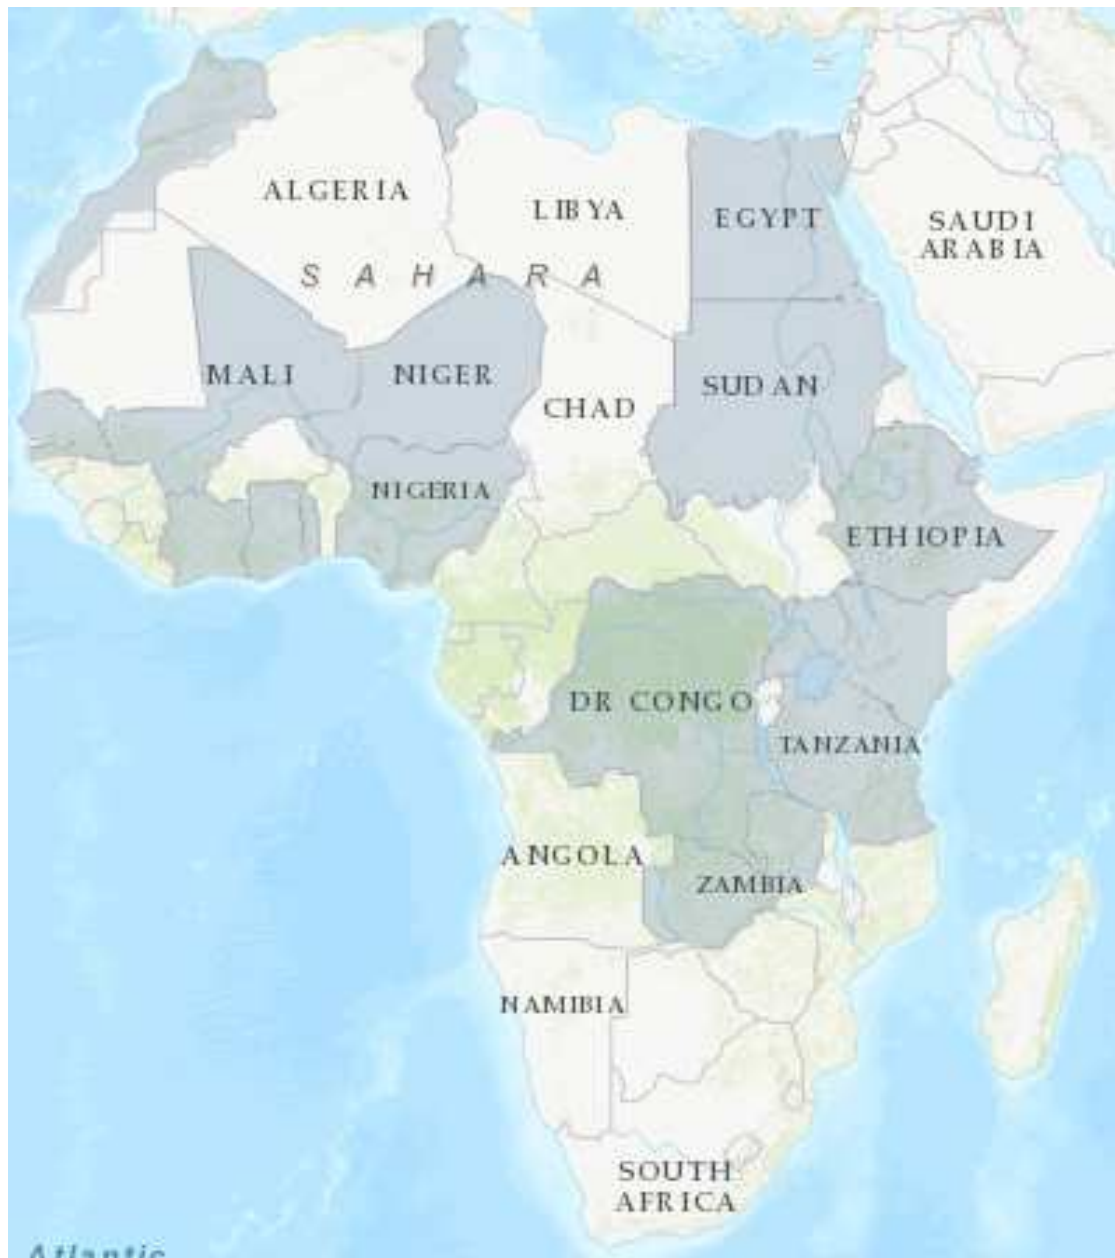 ALGERIA
LIBYA
EGYPT
SAUDI
ARABIA
SAHARA
MALI
NIGER
CHAD
SUDAN
NIGERIA
ETHIOPIA
DR CONGO
TANZANIA
ANGOLA
ZAMBIA
NAMIBIA
SOUTH
AFRICA
Atlantic